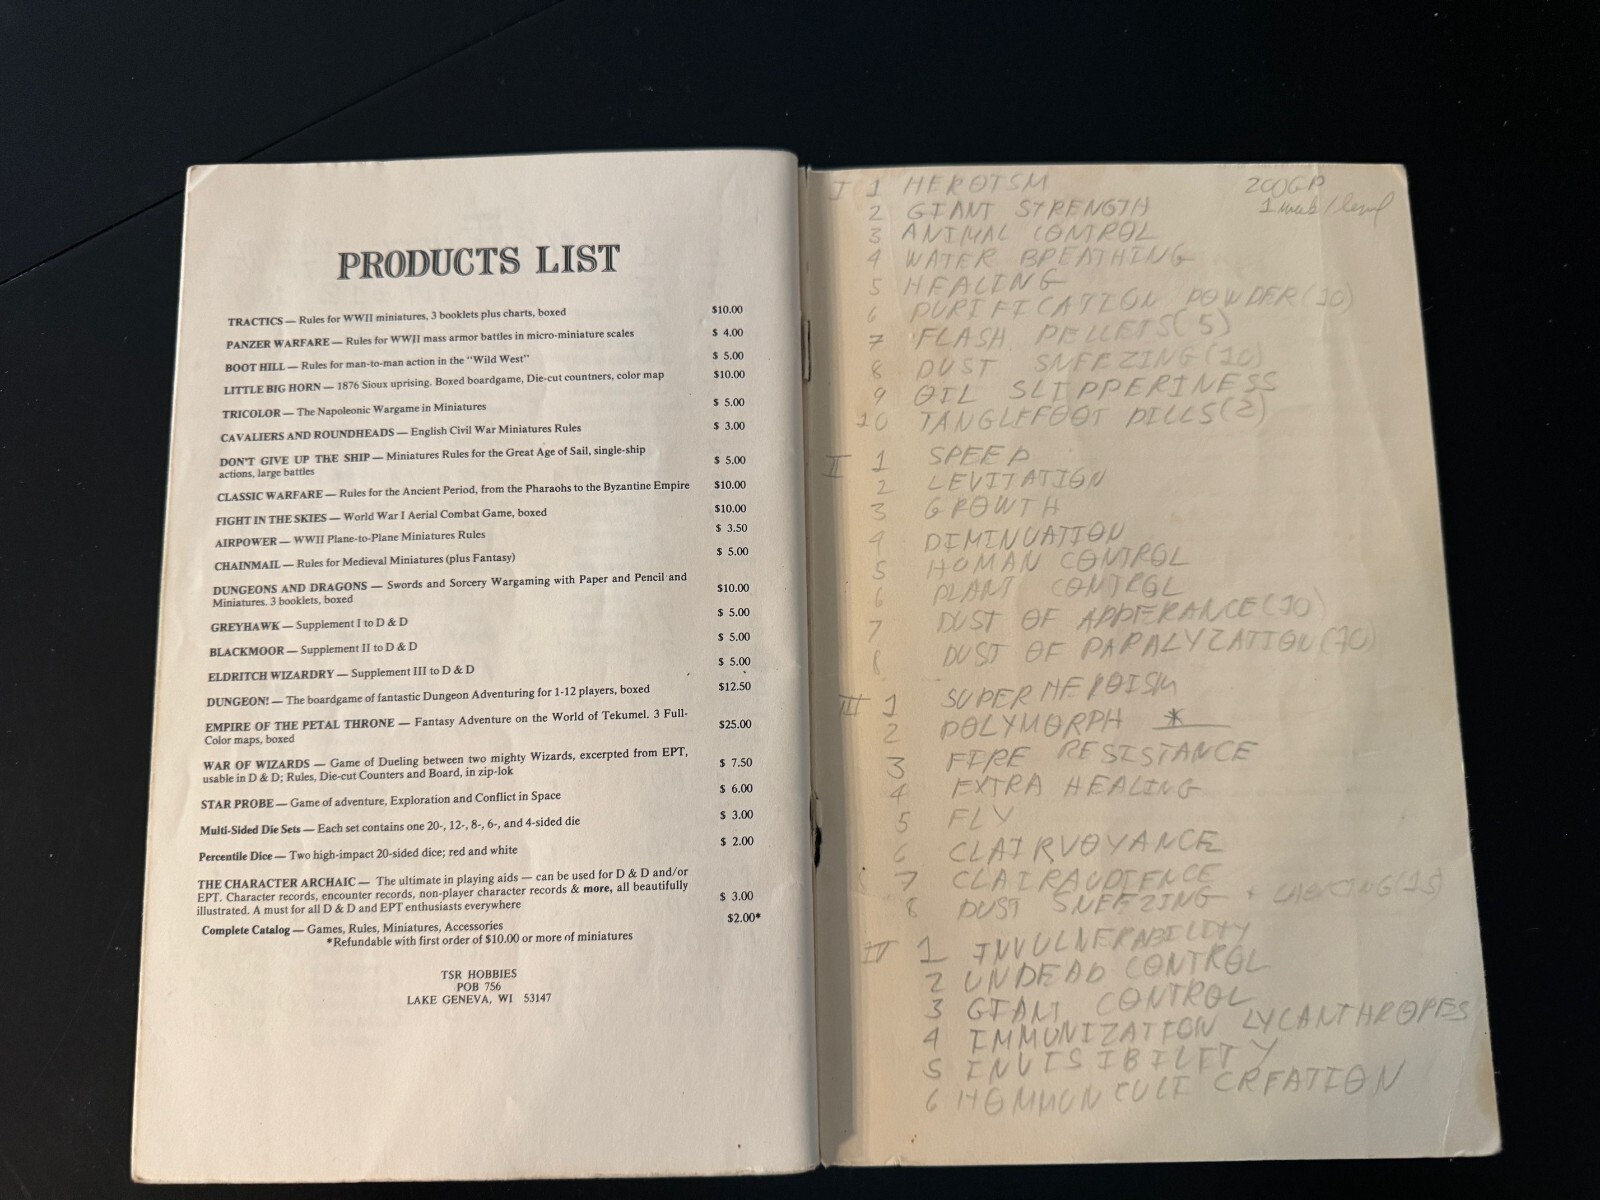 PRODUCTS LIST
TRACTICS — Rules for WWII miniatures, 3 booklets plus charts, boxed $10.00
PANZER WARFARE — Rules for WWII mass armor battles in micro-miniature scales $ 4.00
BOOT HILL — Rules for man-to-man action in the "Wild West" $ 5.00
LITTLE BIG HORN — 1876 Sioux uprising. Boxed boardgame, Die-cut countners, color map $10.00
TRICOLOR — The Napoleonic Wargame in Miniatures $ 5.00
CAVALIERS AND ROUNDHEADS — English Civil War Miniatures Rules $ 3.00
DON'T GIVE UP THE SHIP — Miniatures Rules for the Great Age of Sail, single-ship
actions, large battles $ 5.00
CLASSIC WARFARE — Rules for the Ancient Period, from the Pharaohs to the Byzantine Empire $10.00
FIGHT IN THE SKIES — World War I Aerial Combat Game, boxed $10.00
AIRPOWER — WWII Plane-to-Plane Miniatures Rules $ 3.50
CHAINMAIL — Rules for Medieval Miniatures (plus Fantasy) $ 5.00
DUNGEONS AND DRAGONS — Swords and Sorcery Wargaming with Paper and Pencil and
Miniatures. 3 booklets, boxed $10.00
GREYHAWK — Supplement I to D & D $ 5.00
BLACKMOOR — Supplement II to D & D $ 5.00
ELDRITCH WIZARDRY — Supplement III to D & D $ 5.00
DUNGEON! — The boardgame of fantastic Dungeon Adventuring for 1-12 players, boxed $12.50
EMPIRE OF THE PETAL THRONE — Fantasy Adventure on the World of Tekumel. 3 Full-
Color maps, boxed $25.00
WAR OF WIZARDS — Game of Dueling between two mighty Wizards, excerpted from EPT,
usable in D & D; Rules, Die-cut Counters and Board, in zip-lok $ 7.50
STAR PROBE — Game of adventure, Exploration and Conflict in Space $ 6.00
Multi-Sided Die Sets — Each set contains one 20-, 12-, 8-, 6-, and 4-sided die $ 3.00
Percentile Dice — Two high-impact 20-sided dice; red and white $ 2.00
THE CHARACTER ARCHAIC — The ultimate in playing aids — can be used for D & D and/or
EPT. Character records, encounter records, non-player character records & more, all beautifully
illustrated. A must for all D & D and EPT enthusiasts everywhere $ 3.00
Complete Catalog — Games, Rules, Miniatures, Accessories $2.00*
*Refundable with first order of $10.00 or more of miniatures
TSR HOBBIES
POB 756
LAKE GENEVA, WI 53147
I 1 HEROISM 200GP
2 GIANT STRENGTH 1 week / level
3 ANIMAL CONTROL
4 WATER BREATHING
5 HEALING
6 PURIFICATION POWDER (10)
7 FLASH PELLETS (5)
8 DUST SNEEZING (10)
9 OIL SLIPPERINESS
10 TANGLEFOOT PILLS (2)
II 1 SPEED
2 LEVITATION
3 GROWTH
4 DIMINUATION
5 HUMAN CONTROL
6 PLANT CONTROL
7 DUST OF APPERANCE (10)
8 DUST OF PARALYZATION (10)
III 1 SUPER HEROISM
2 POLYMORPH *
3 FIRE RESISTANCE
4 EXTRA HEALING
5 FLY
6 CLAIRVOYANCE
7 CLAIRAUDIENCE
8 DUST SNEEZING + CHOKING (15)
IV 1 INVULNERABILITY
2 UNDEAD CONTROL
3 GIANT CONTROL
4 IMMUNIZATION LYCANTHROPES
5 INVISIBILITY
6 HOMMONCULI CREATION